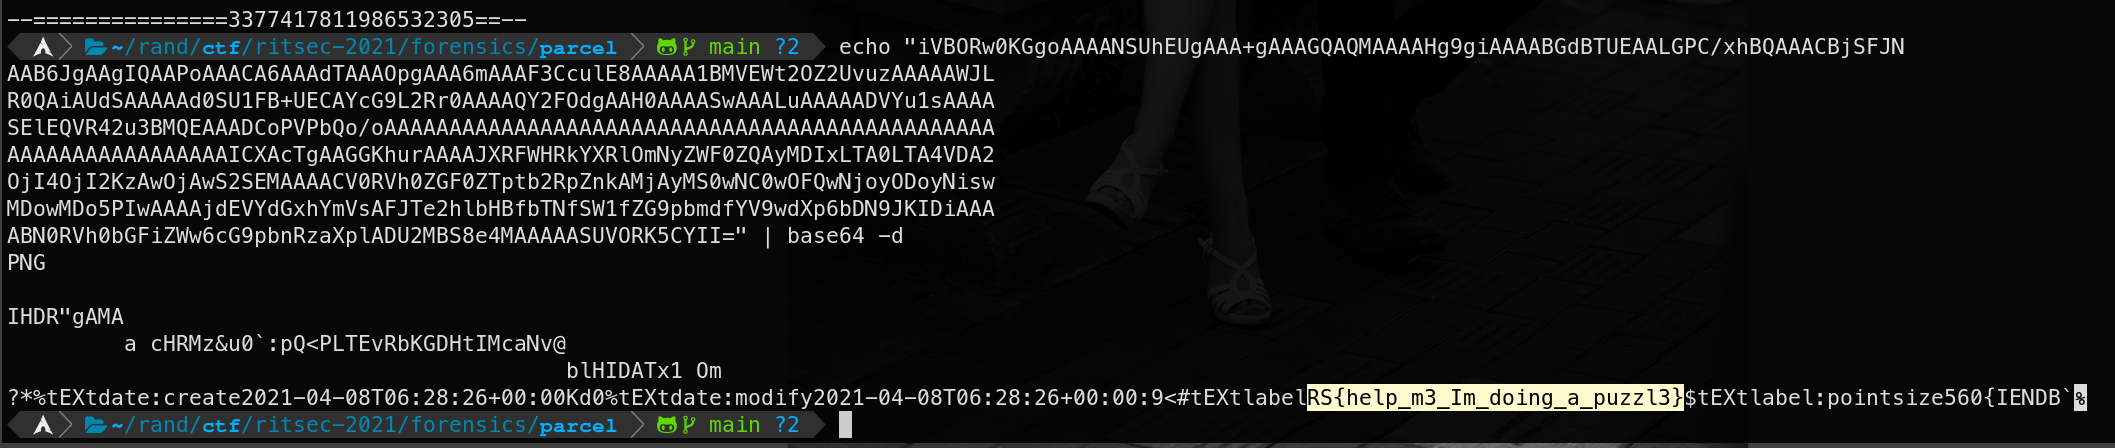 --===============3377417811986532305==--
~/rand/ctf/ritsec-2021/forensics/parcel main ?2 echo "iVBORw0KGgoAAAANSUhEUgAAA+gAAAGQAQMAAAAHg9giAAAABGdBTUEAALGPC/xhBQAAACBjSFJN
AAB6JgAAgIQAAPoAAACA6AAAdTAAAOpgAAA6mAAAF3CculE8AAAAA1BMVEWt2OZ2UvuzAAAAAWJL
R0QAiAUdSAAAAAd0SU1FB+UECAYcG9L2Rr0AAAAQY2FOdgAAH0AAAASwAAALuAAAAADVYu1sAAAA
SElEQVR42u3BMQEAAADCoPVPbQo/oAAAAAAAAAAAAAAAAAAAAAAAAAAAAAAAAAAAAAAAAAAAAAAA
AAAAAAAAAAAAAAAAAICXAcTgAAGGKhurAAAAJXRFWHRkYXRlOmNyZWF0ZQAyMDIxLTA0LTA4VDA2
OjI4OjI2KzAwOjAwS2SEMAAAACV0RVh0ZGF0ZTptb2RpZnkAMjAyMS0wNC0wOFQwNjoyODoyNisw
MDowMDo5PIwAAAAjdEVYdGxhYmVsAFJTe2hlbHBfbTNfSW1fZG9pbmdfYV9wdXp6bDN9JKIDiAAA
ABN0RVh0bGFiZWw6cG9pbnRzaXplADU2MBS8e4MAAAAASUVORK5CYII=" | base64 -d
PNG
IHDR"gAMA
a cHRMz&u0`:pQ<PLTEvRbKGDHtIMcaNv@
blHIDATx1 Om
?*%tEXtdate:create2021-04-08T06:28:26+00:00Kd0%tEXtdate:modify2021-04-08T06:28:26+00:00:9<#tEXtlabelRS{help_m3_Im_doing_a_puzzl3}$tEXtlabel:pointsize560{IENDB`%
~/rand/ctf/ritsec-2021/forensics/parcel main ?2